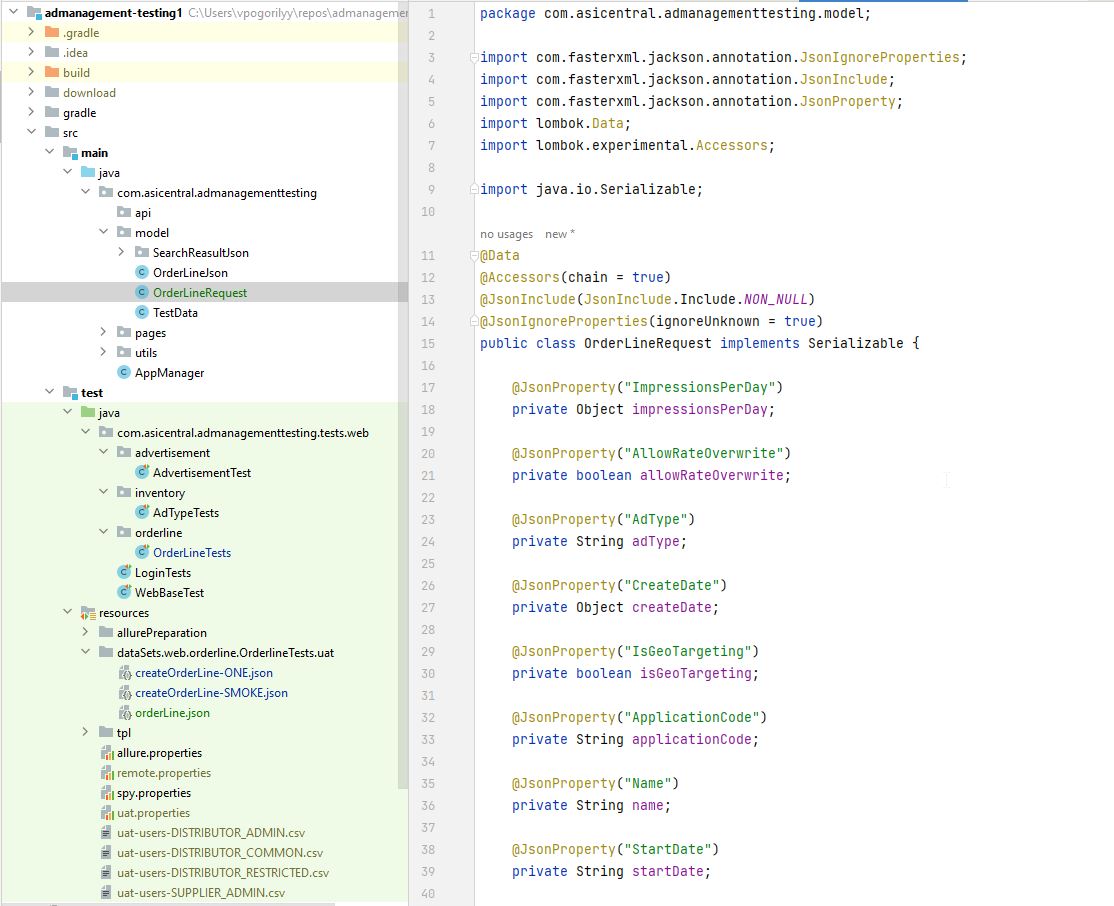 admanagement-testing1 C:\Users\vpogorilyy\repos\admanagemen
.gradle
.idea
build
download
gradle
src
main
java
com.asicentral.admanagementtesting
api
model
SearchReasultJson
OrderLineJson
OrderLineRequest
TestData
pages
utils
AppManager
test
java
com.asicentral.admanagementtesting.tests.web
advertisement
AdvertisementTest
inventory
AdTypeTests
orderline
OrderLineTests
LoginTests
WebBaseTest
resources
allurePreparation
dataSets.web.orderline.OrderlineTests.uat
createOrderLine-ONE.json
createOrderLine-SMOKE.json
orderLine.json
tpl
allure.properties
remote.properties
spy.properties
uat.properties
uat-users-DISTRIBUTOR_ADMIN.csv
uat-users-DISTRIBUTOR_COMMON.csv
uat-users-DISTRIBUTOR_RESTRICTED.csv
uat-users-SUPPLIER_ADMIN.csv
1 package com.asicentral.admanagementtesting.model;
2
3 import com.fasterxml.jackson.annotation.JsonIgnoreProperties;
4 import com.fasterxml.jackson.annotation.JsonInclude;
5 import com.fasterxml.jackson.annotation.JsonProperty;
6 import lombok.Data;
7 import lombok.experimental.Accessors;
8
9 import java.io.Serializable;
10
no usages new *
11 @Data
12 @Accessors(chain = true)
13 @JsonInclude(JsonInclude.Include.NON_NULL)
14 @JsonIgnoreProperties(ignoreUnknown = true)
15 public class OrderLineRequest implements Serializable {
16
17 @JsonProperty("ImpressionsPerDay")
18 private Object impressionsPerDay;
19
20 @JsonProperty("AllowRateOverwrite")
21 private boolean allowRateOverwrite;
22
23 @JsonProperty("AdType")
24 private String adType;
25
26 @JsonProperty("CreateDate")
27 private Object createDate;
28
29 @JsonProperty("IsGeoTargeting")
30 private boolean isGeoTargeting;
31
32 @JsonProperty("ApplicationCode")
33 private String applicationCode;
34
35 @JsonProperty("Name")
36 private String name;
37
38 @JsonProperty("StartDate")
39 private String startDate;
40